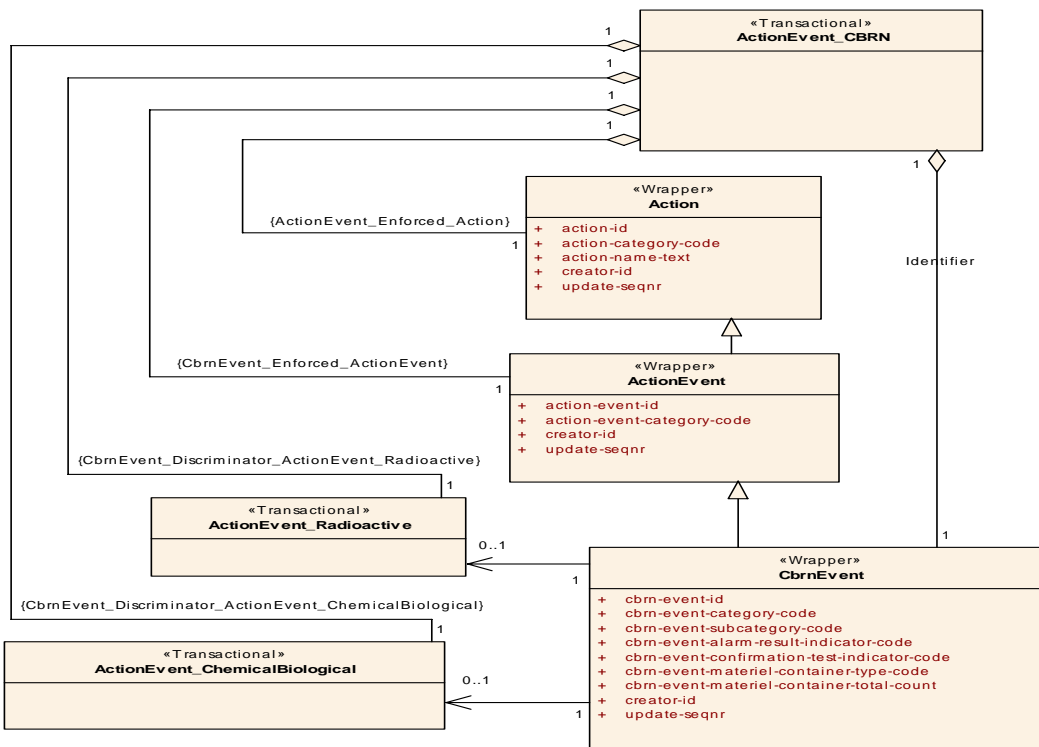 «Transactional»
ActionEvent_CBRN
1
1
1
1
1
«Wrapper»
Action
+ action-id
+ action-category-code
+ action-name-text
+ creator-id
+ update-seqnr
{ActionEvent_Enforced_Action}
1
Identifier
«Wrapper»
ActionEvent
+ action-event-id
+ action-event-category-code
+ creator-id
+ update-seqnr
{CbrnEvent_Enforced_ActionEvent}
1
{CbrnEvent_Discriminator_ActionEvent_Radioactive}
1
«Transactional»
ActionEvent_Radioactive
0..1
1
1
«Wrapper»
CbrnEvent
+ cbrn-event-id
+ cbrn-event-category-code
+ cbrn-event-subcategory-code
+ cbrn-event-alarm-result-indicator-code
+ cbrn-event-confirmation-test-indicator-code
+ cbrn-event-materiel-container-type-code
+ cbrn-event-materiel-container-total-count
+ creator-id
+ update-seqnr
{CbrnEvent_Discriminator_ActionEvent_ChemicalBiological}
1
«Transactional»
ActionEvent_ChemicalBiological
0..1
1